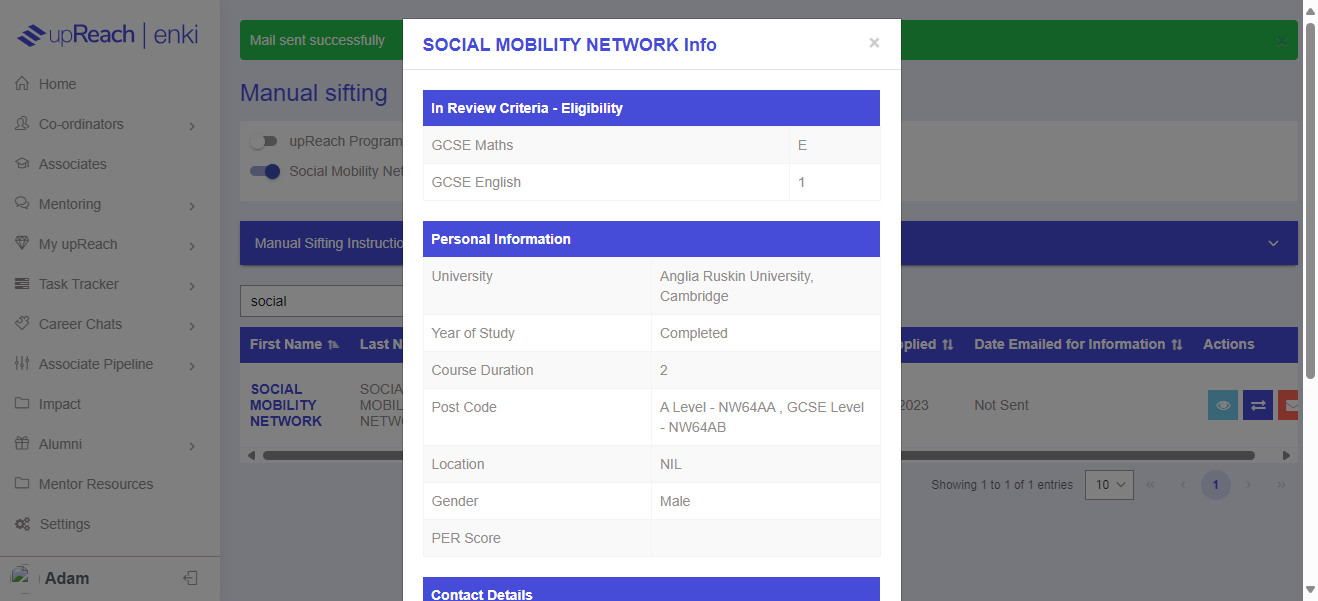 upReach | enki
Home
Co-ordinators
Associates
Mentoring
My upReach
Task Tracker
Career Chats
Associate Pipeline
Impact
Alumni
Mentor Resources
Settings
Adam
Mail sent successfully
Manual sifting
upReach Program
Social Mobility Net
Manual Sifting Instructio
social
First Name
Last N
plied
Date Emailed for Information
Actions
SOCIAL
MOBILITY
NETWORK
SOCIA
MOBIL
NETW
2023
Not Sent
Showing 1 to 1 of 1 entries
10
«
‹
1
›
»
SOCIAL MOBILITY NETWORK Info
×
In Review Criteria - Eligibility
GCSE Maths E
GCSE English 1
Personal Information
University Anglia Ruskin University,
Cambridge
Year of Study Completed
Course Duration 2
Post Code A Level - NW64AA , GCSE Level
- NW64AB
Location NIL
Gender Male
PER Score
Contact Details